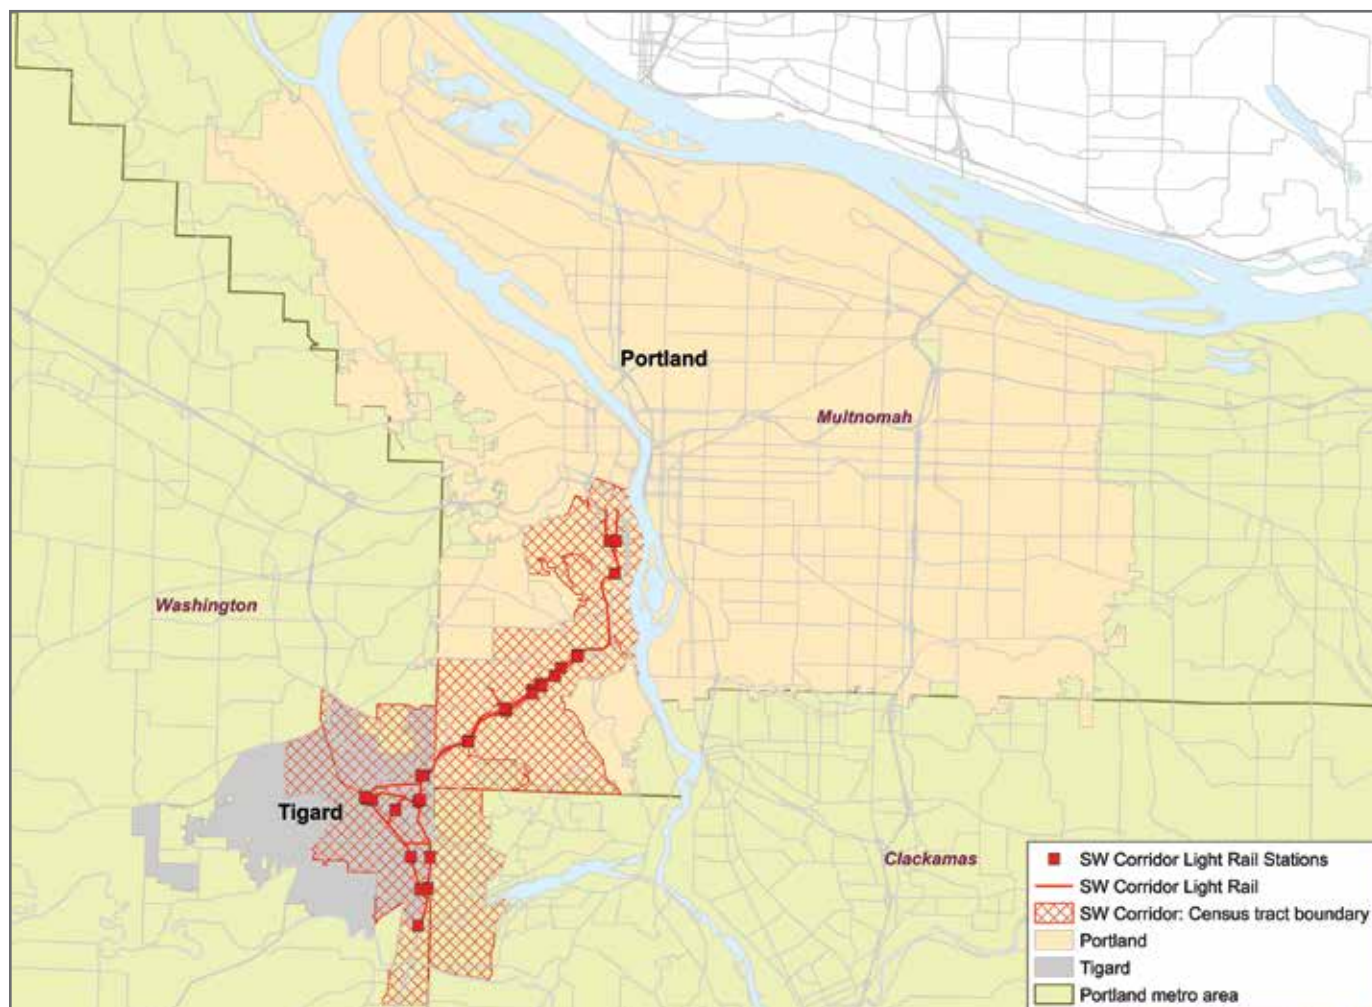 Portland
Multnomah
Washington
Tigard
Clackamas
SW Corridor Light Rail Stations
SW Corridor Light Rail
SW Corridor: Census tract boundary
Portland
Tigard
Portland metro area